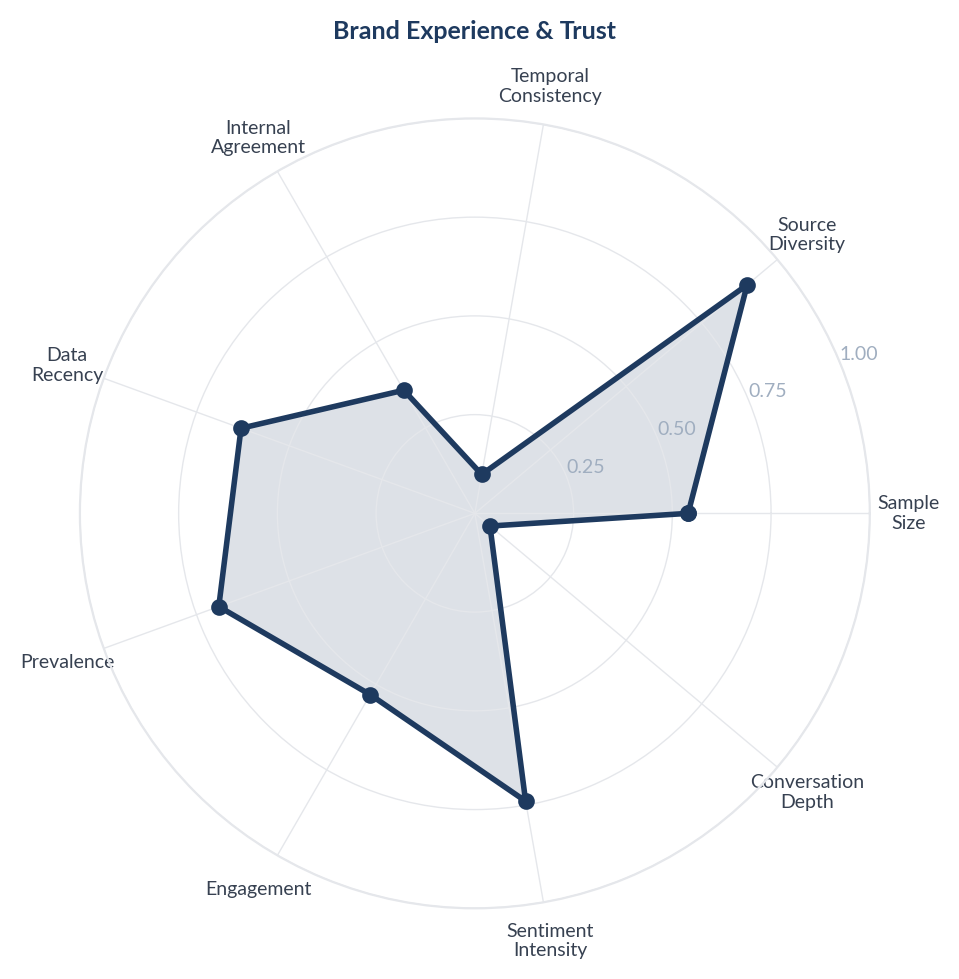 Brand Experience & Trust
Temporal
Consistency
Internal
Agreement
Source
Diversity
Data
Recency
1.00
0.75
0.50
0.25
Sample
Size
Prevalence
Conversation
Depth
Engagement
Sentiment
Intensity